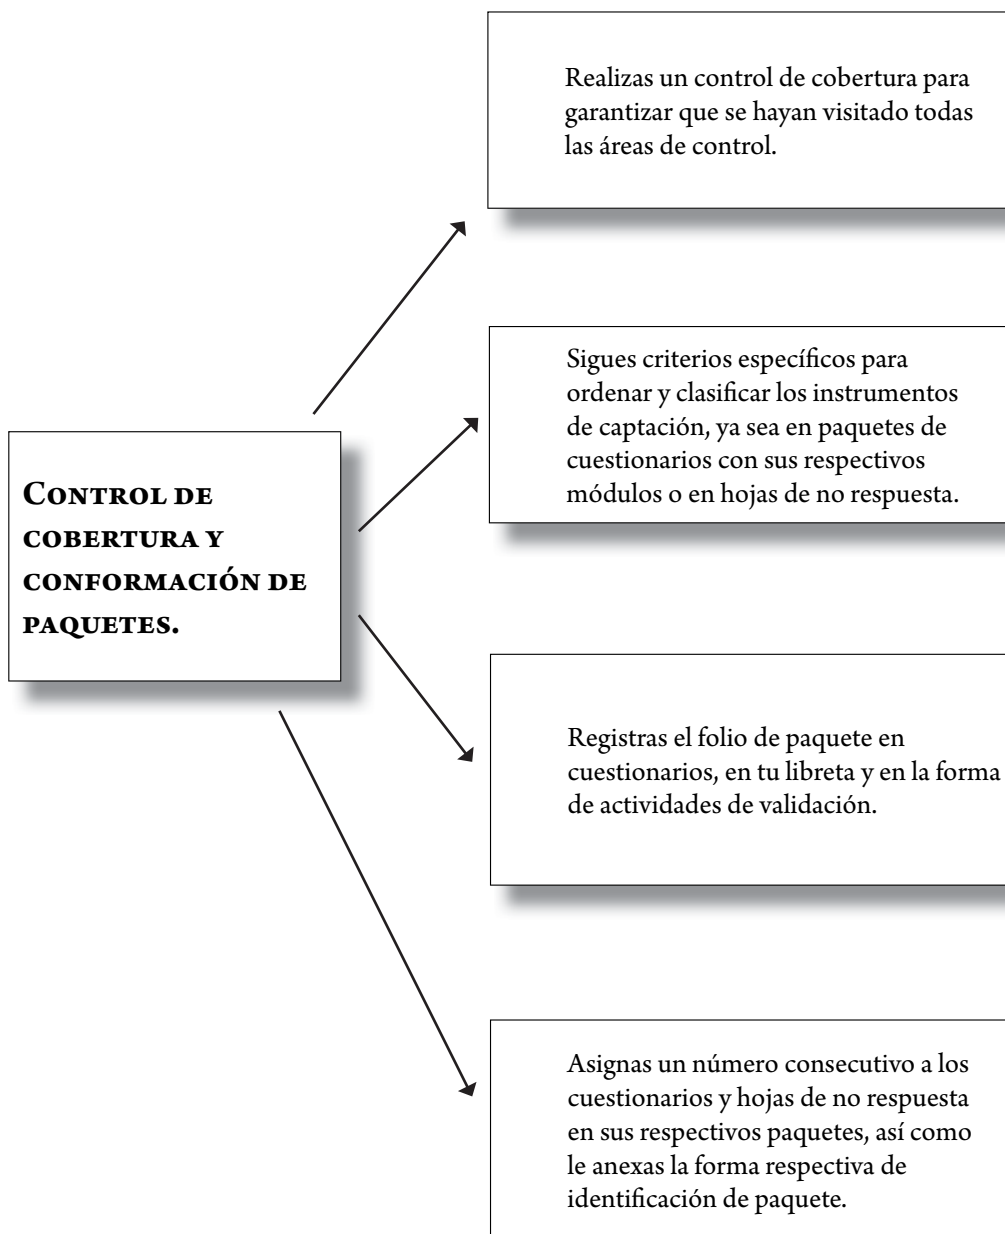 Realizas un control de cobertura para
garantizar que se hayan visitado todas
las áreas de control.
Sigues criterios específicos para
ordenar y clasificar los instrumentos
de captación, ya sea en paquetes de
cuestionarios con sus respectivos
módulos o en hojas de no respuesta.
Control de
cobertura y
conformación de
paquetes.
Registras el folio de paquete en
cuestionarios, en tu libreta y en la forma
de actividades de validación.
Asignas un número consecutivo a los
cuestionarios y hojas de no respuesta
en sus respectivos paquetes, así como
le anexas la forma respectiva de
identificación de paquete.